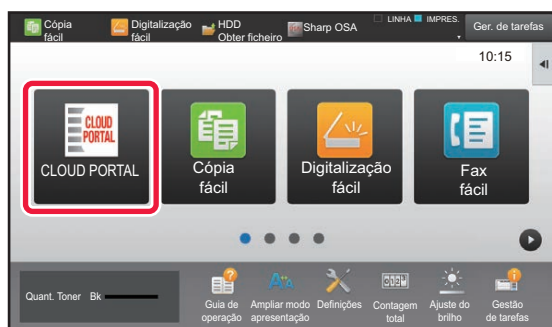 Cópia fácil
Digitalização fácil
HDD
Obter ficheiro
Sharp OSA
LINHA
IMPRES.
Ger. de tarefas
10:15
CLOUD
PORTAL
CLOUD PORTAL
Cópia
fácil
Digitalização
fácil
Fax
fácil
Quant. Toner Bk
Guia de
operação
Ampliar modo
apresentação
Definições
Contagem
total
Ajuste do
brilho
Gestão
de tarefas